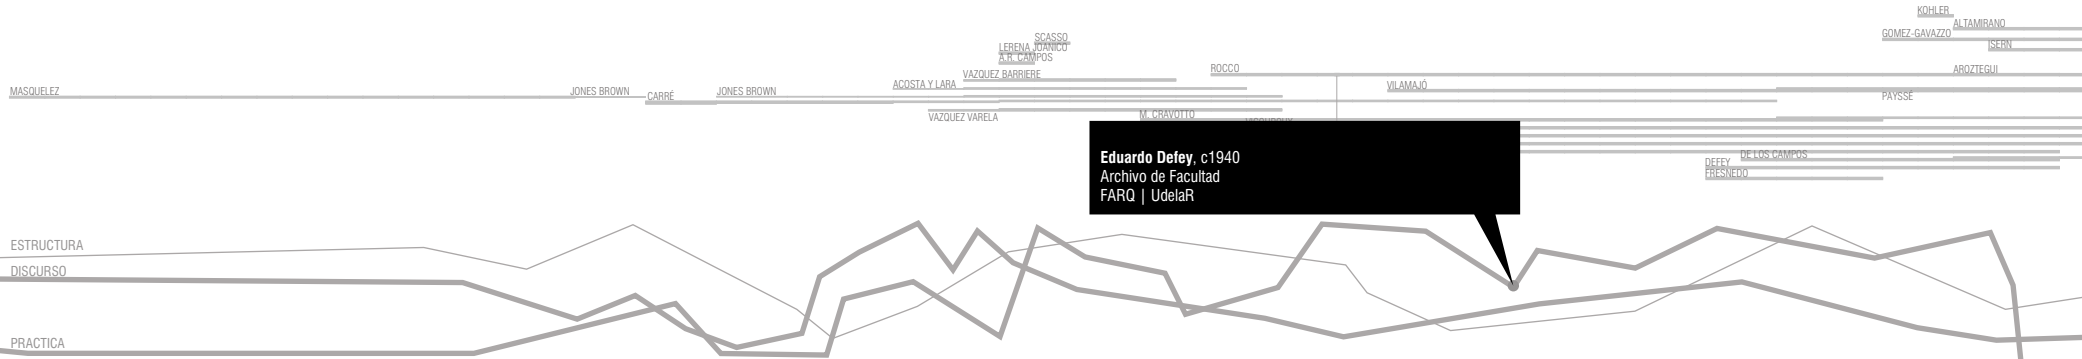 KOHLER
ALTAMIRANO
GOMEZ-GAVAZZO
ISERN
SCASSO
LERENA JOANICO
A.R. CAMPOS
VAZQUEZ BARRIERE
ROCCO
AROZTEGUI
MASQUELEZ
JONES BROWN
CARRÉ
JONES BROWN
ACOSTA Y LARA
VILAMAJÓ
PAYSSÉ
VAZQUEZ VARELA
M. CRAVOTTO
DE LOS CAMPOS
DEFEY
FRESNEDO
Eduardo Defey, c1940
Archivo de Facultad
FARQ | UdelaR
ESTRUCTURA
DISCURSO
PRACTICA